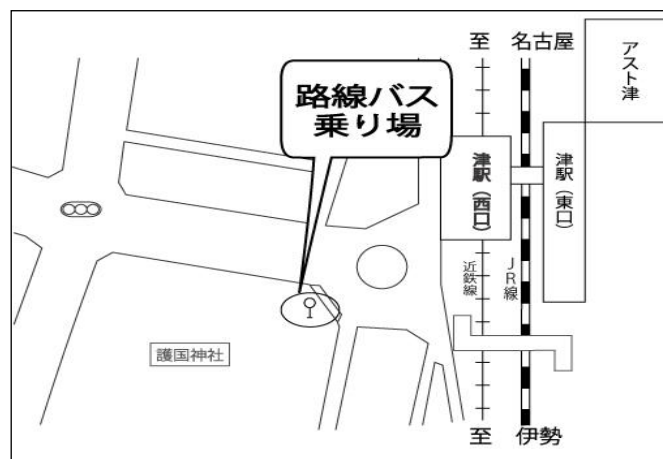 至 名古屋
アスト津
路線バス
乗り場
津駅（西口）
津駅（東口）
近鉄線
ＪＲ線
護国神社
至 伊勢